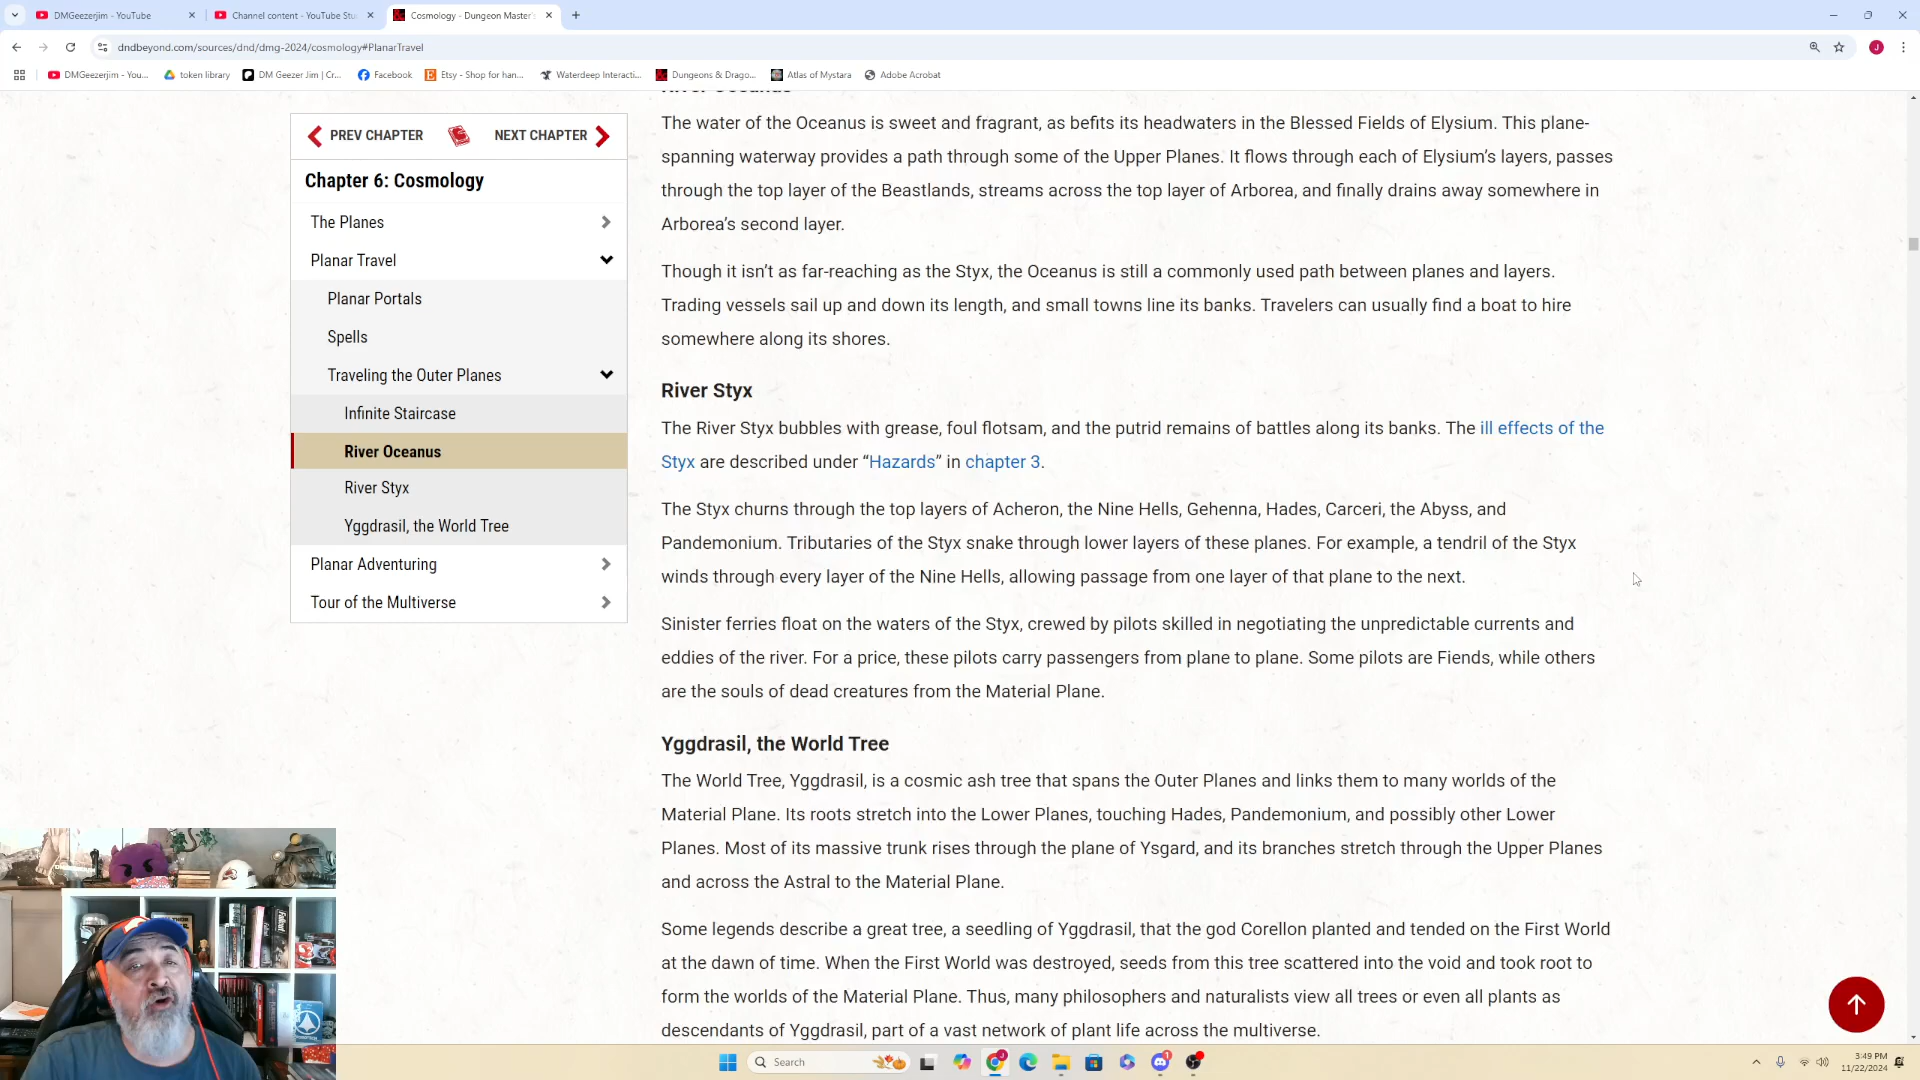 DMGeezerjim - YouTube
Channel content - YouTube Stu
Cosmology - Dungeon Master's
dndbeyond.com/sources/dnd/dmg-2024/cosmology#PlanarTravel
J
DMGeezerjim - You...
token library
DM Geezer Jim | Cr...
Facebook
Etsy - Shop for han...
Waterdeep Interacti...
Dungeons & Drago...
Atlas of Mystara
Adobe Acrobat
PREV CHAPTER
NEXT CHAPTER
Chapter 6: Cosmology
The Planes
Planar Travel
Planar Portals
Spells
Traveling the Outer Planes
Infinite Staircase
River Oceanus
River Styx
Yggdrasil, the World Tree
Planar Adventuring
Tour of the Multiverse
River Oceanus
The water of the Oceanus is sweet and fragrant, as befits its headwaters in the Blessed Fields of Elysium. This plane-
spanning waterway provides a path through some of the Upper Planes. It flows through each of Elysium’s layers, passes
through the top layer of the Beastlands, streams across the top layer of Arborea, and finally drains away somewhere in
Arborea’s second layer.
Though it isn’t as far-reaching as the Styx, the Oceanus is still a commonly used path between planes and layers.
Trading vessels sail up and down its length, and small towns line its banks. Travelers can usually find a boat to hire
somewhere along its shores.
River Styx
The River Styx bubbles with grease, foul flotsam, and the putrid remains of battles along its banks. The ill effects of the
Styx are described under “Hazards” in chapter 3.
The Styx churns through the top layers of Acheron, the Nine Hells, Gehenna, Hades, Carceri, the Abyss, and
Pandemonium. Tributaries of the Styx snake through lower layers of these planes. For example, a tendril of the Styx
winds through every layer of the Nine Hells, allowing passage from one layer of that plane to the next.
Sinister ferries float on the waters of the Styx, crewed by pilots skilled in negotiating the unpredictable currents and
eddies of the river. For a price, these pilots carry passengers from plane to plane. Some pilots are Fiends, while others
are the souls of dead creatures from the Material Plane.
Yggdrasil, the World Tree
The World Tree, Yggdrasil, is a cosmic ash tree that spans the Outer Planes and links them to many worlds of the
Material Plane. Its roots stretch into the Lower Planes, touching Hades, Pandemonium, and possibly other Lower
Planes. Most of its massive trunk rises through the plane of Ysgard, and its branches stretch through the Upper Planes
and across the Astral to the Material Plane.
Some legends describe a great tree, a seedling of Yggdrasil, that the god Corellon planted and tended on the First World
at the dawn of time. When the First World was destroyed, seeds from this tree scattered into the void and took root to
form the worlds of the Material Plane. Thus, many philosophers and naturalists view all trees or even all plants as
descendants of Yggdrasil, part of a vast network of plant life across the multiverse.
Search
3:49 PM
11/22/2024